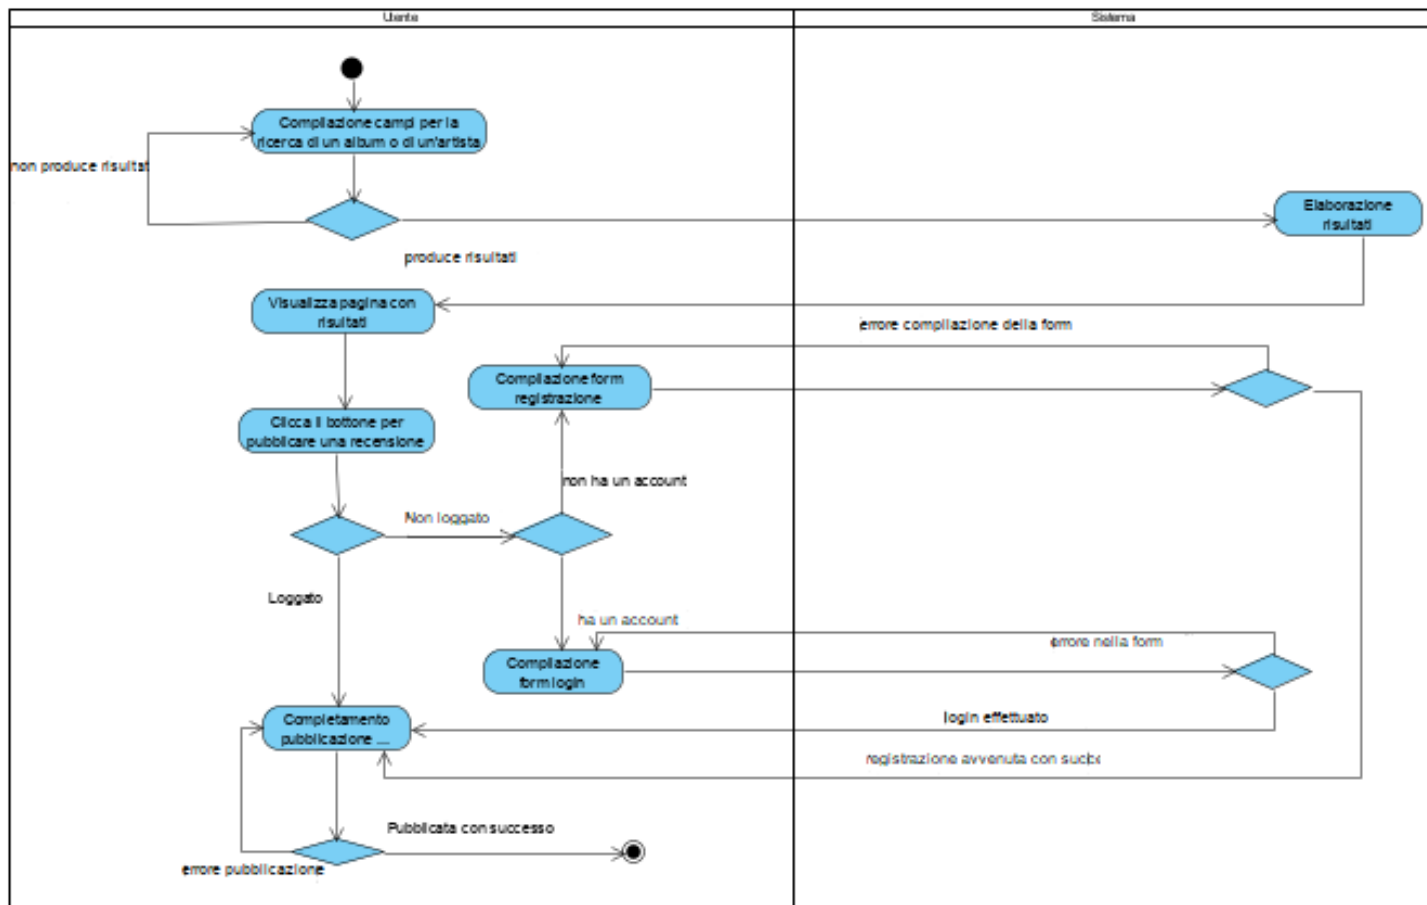 Utente
Sistema
Compilazione campi per la
ricerca di un album o di un'artista
non produce risultat
Elaborazione
risultati
produce risultati
Visualizza pagina con
risultati
errore compilazione della form
Compilazione form
registrazione
Clicca il bottone per
pubblicare una recensione
non ha un account
Non loggato
Loggato
ha un account
errore nella form
Compilazione
form login
Completamento
pubblicazione ...
login effettuato
registrazione avvenuta con succe
Pubblicata con successo
errore pubblicazione